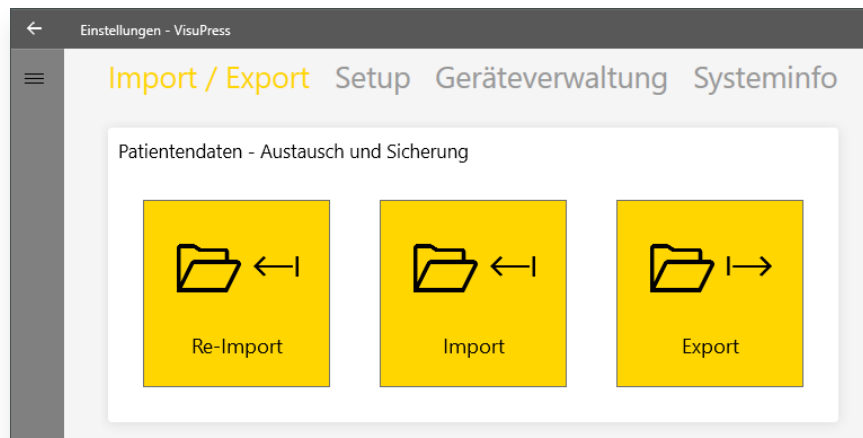 Einstellungen - VisuPress
Import / Export Setup Geräteverwaltung Systeminfo
Patientendaten - Austausch und Sicherung
Re-Import Import Export